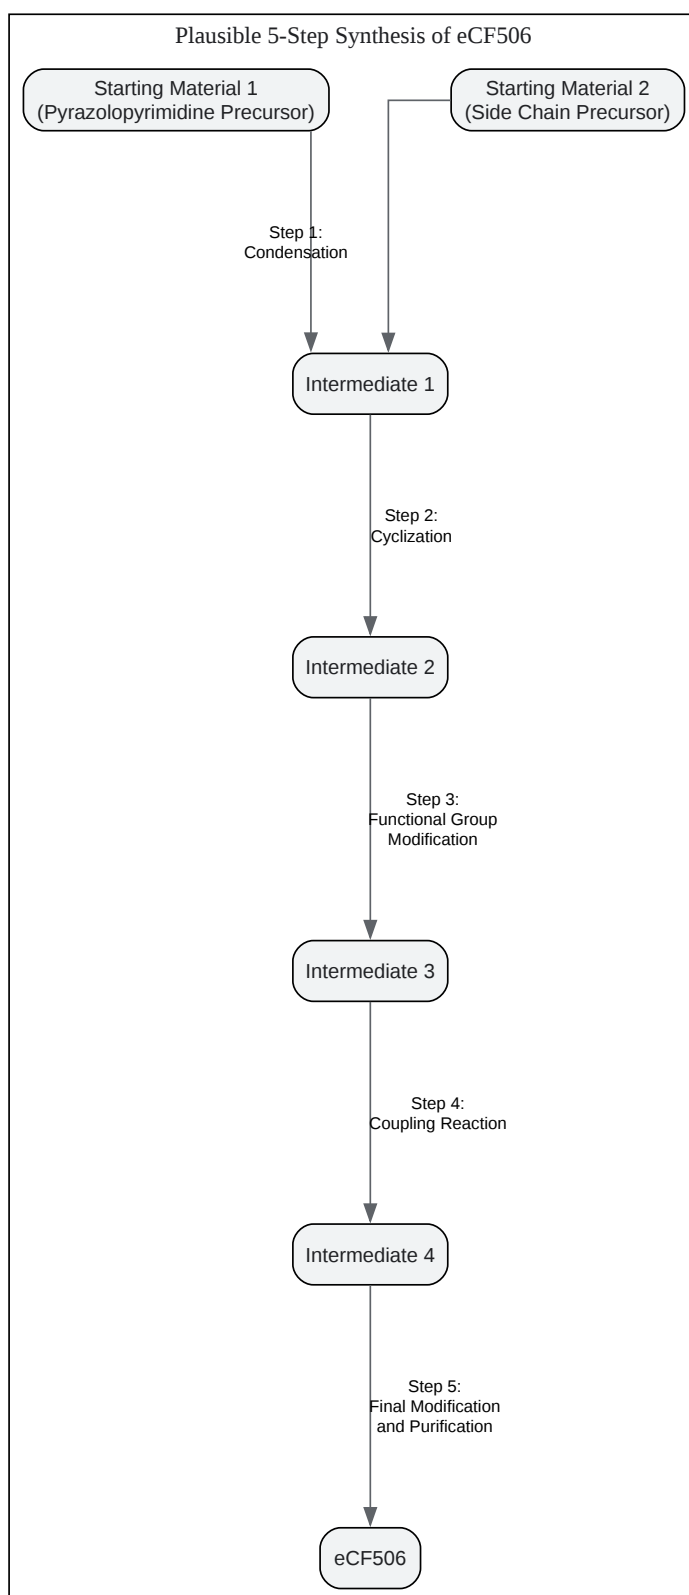 Plausible 5-Step Synthesis of eCF506
Starting Material 1
(Pyrazolopyrimidine Precursor)
Starting Material 2
(Side Chain Precursor)
Step 1:
Condensation
Intermediate 1
Step 2:
Cyclization
Intermediate 2
Step 3:
Functional Group
Modification
Intermediate 3
Step 4:
Coupling Reaction
Intermediate 4
Step 5:
Final Modification
and Purification
eCF506